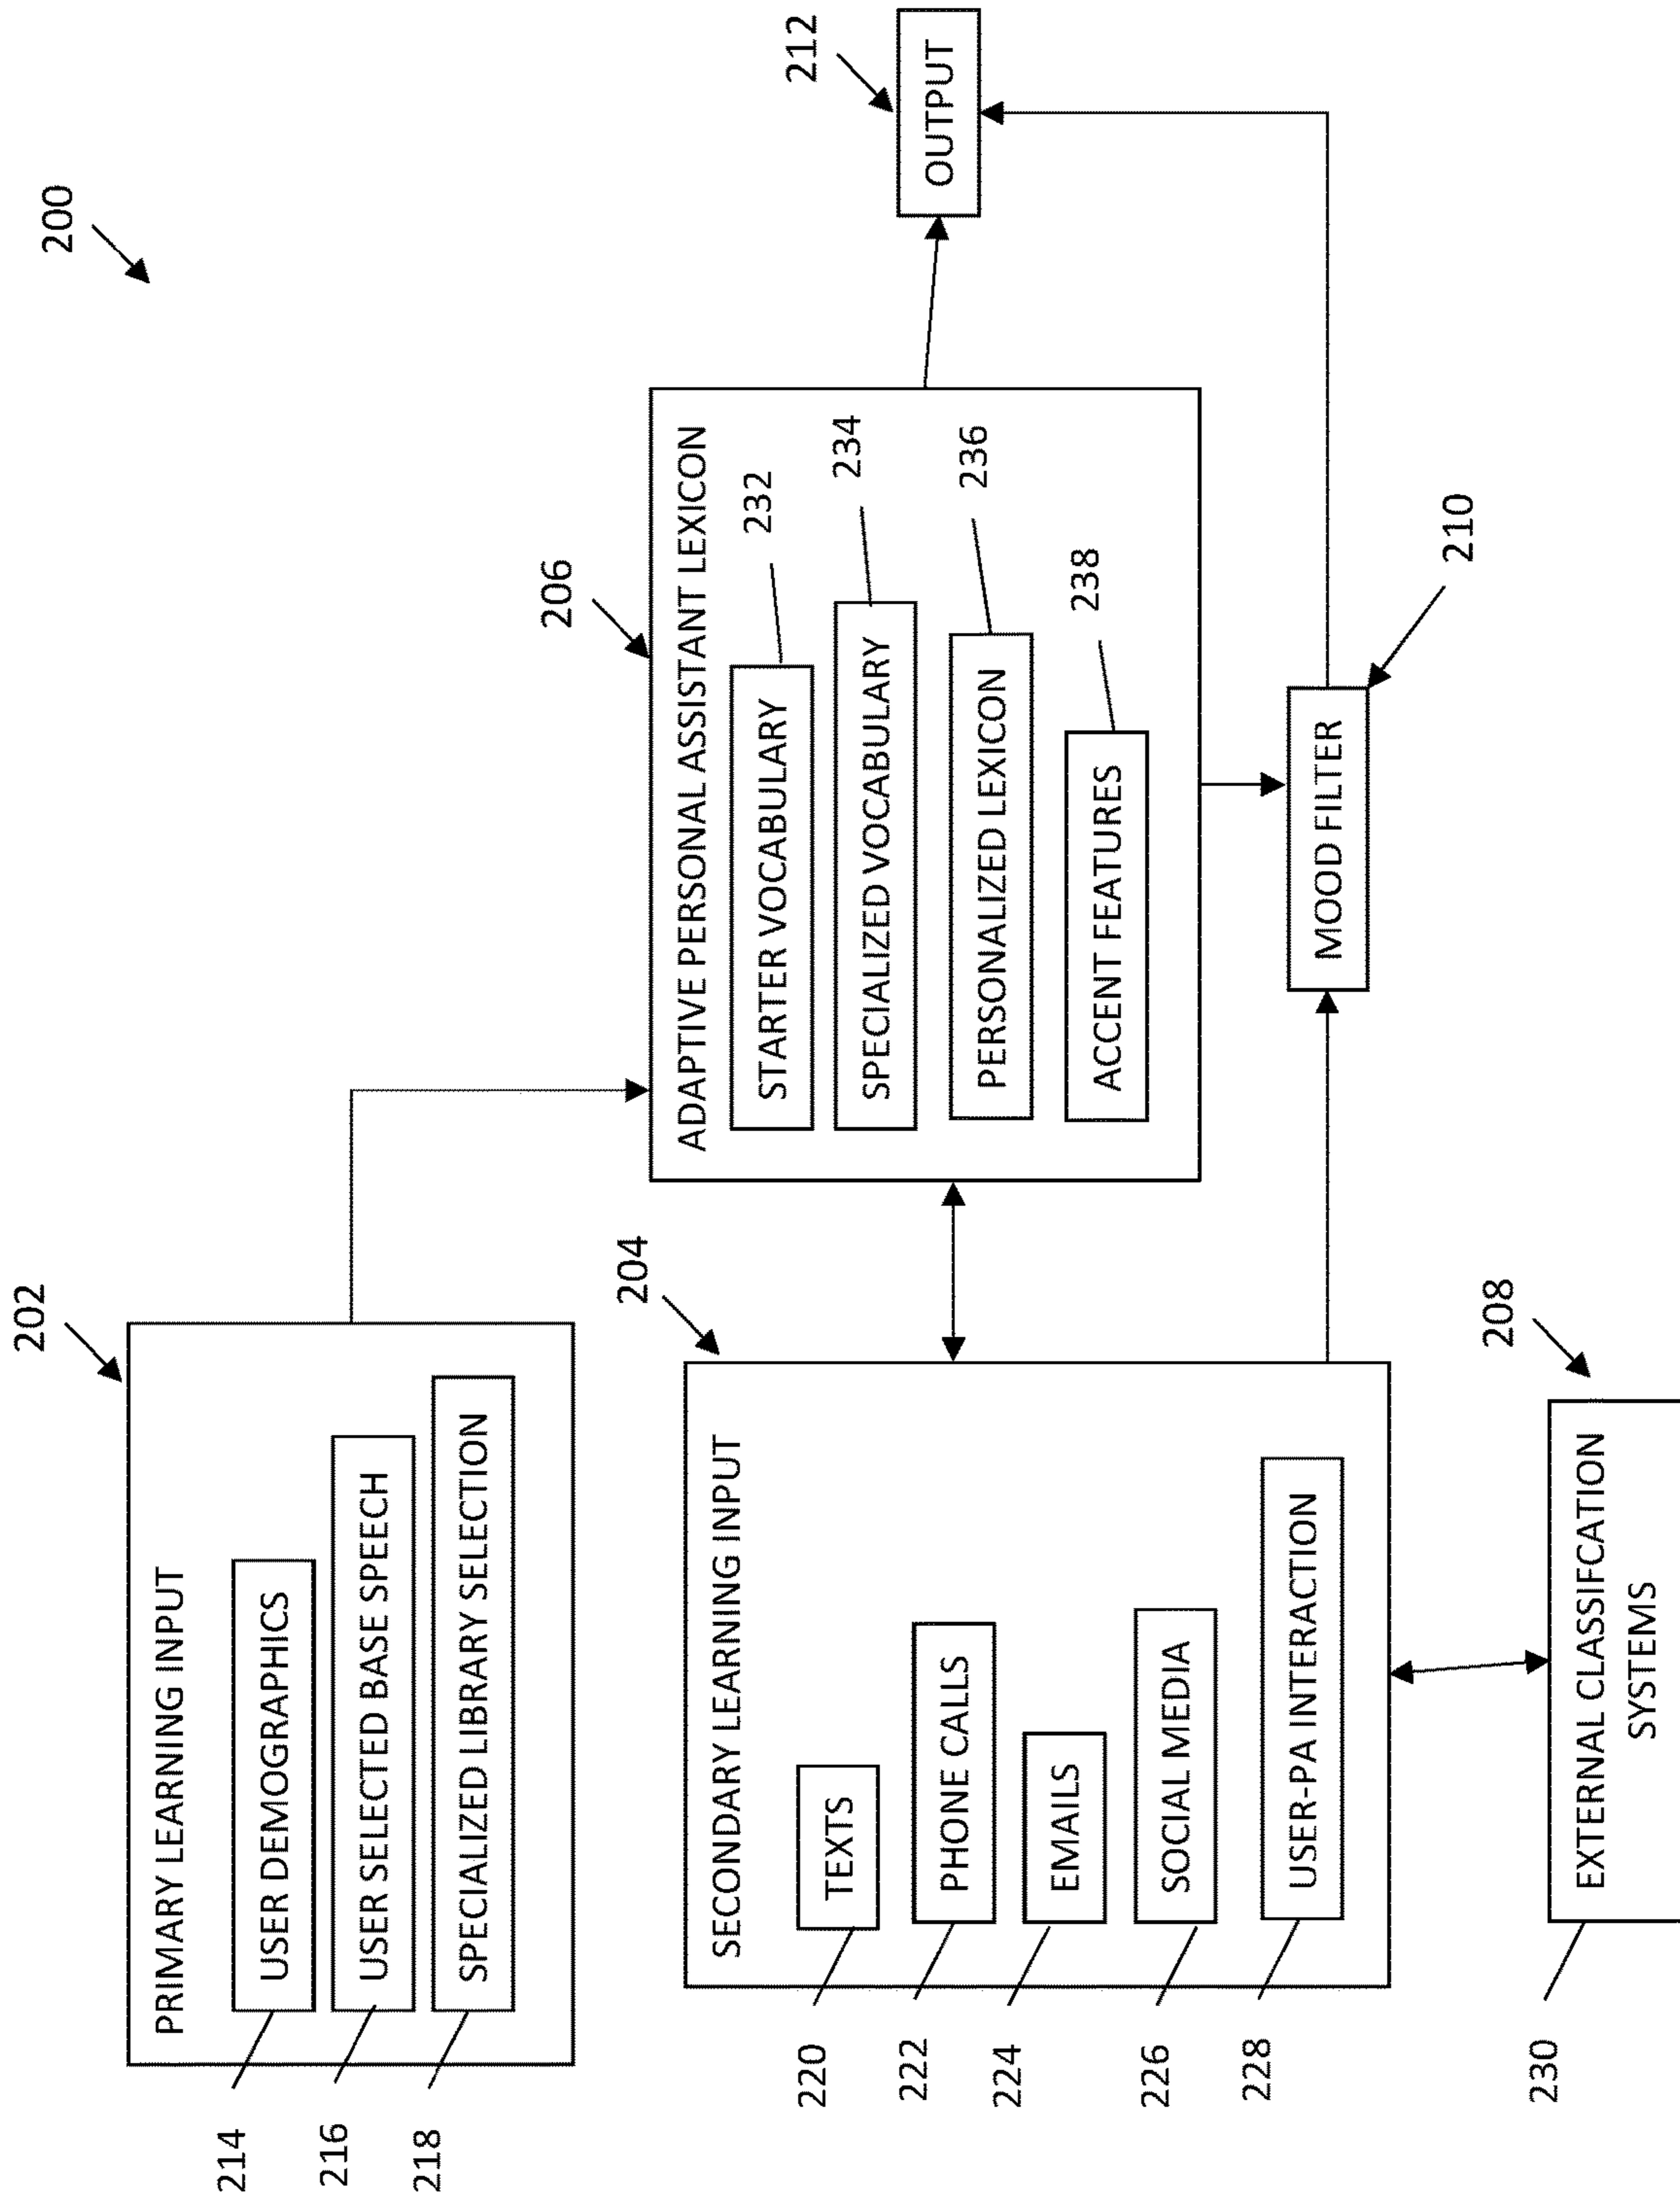 200
202
PRIMARY LEARNING INPUT
USER DEMOGRAPHICS
USER SELECTED BASE SPEECH
SPECIALIZED LIBRARY SELECTION
214
216
218
204
SECONDARY LEARNING INPUT
TEXTS
PHONE CALLS
EMAILS
SOCIAL MEDIA
USER-PA INTERACTION
220
222
224
226
228
208
EXTERNAL CLASSIFCATION
SYSTEMS
230
206
ADAPTIVE PERSONAL ASSISTANT LEXICON
STARTER VOCABULARY
232
SPECIALIZED VOCABULARY
234
PERSONALIZED LEXICON
236
ACCENT FEATURES
238
MOOD FILTER
210
OUTPUT
212